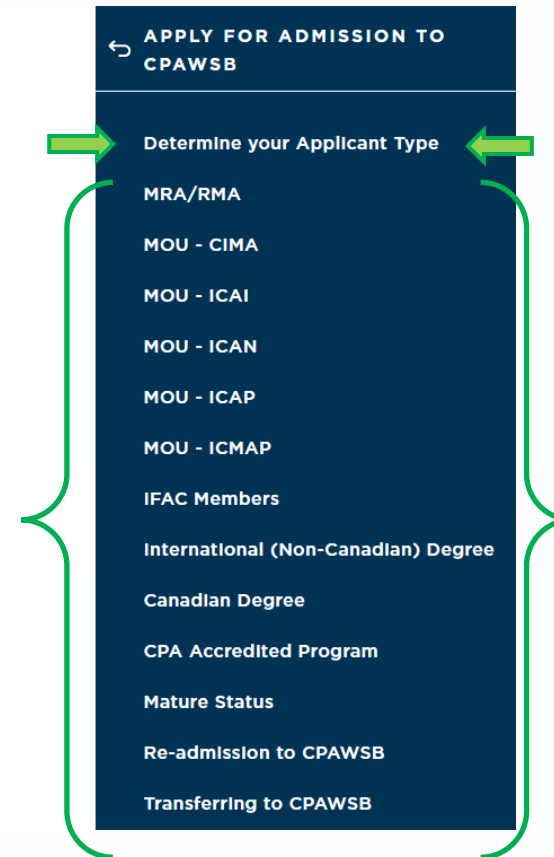 APPLY FOR ADMISSION TO
CPAWSB
Determine your Applicant Type
MRA/RMA
MOU - CIMA
MOU - ICAI
MOU - ICAN
MOU - ICAP
MOU - ICMAP
IFAC Members
International (Non-Canadian) Degree
Canadian Degree
CPA Accredited Program
Mature Status
Re-admission to CPAWSB
Transferring to CPAWSB